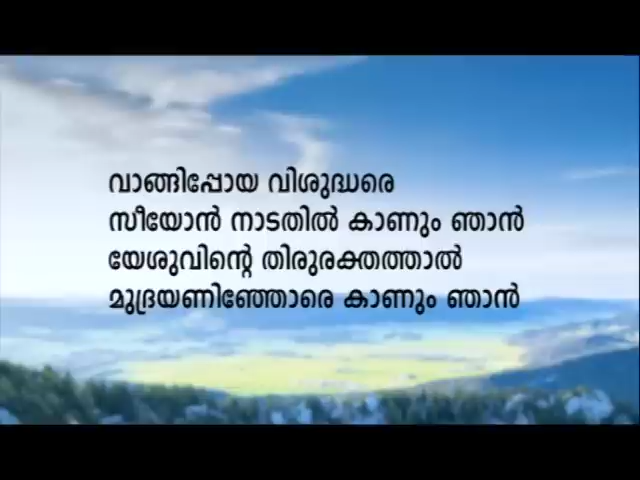 വാങ്ങിപ്പോയ വിശുദ്ധരെ
സീയോൻ നാടതിൽ കാണും ഞാൻ
യേശുവിന്റെ തിരുരക്തത്താൽ
മുദ്രയണിഞ്ഞോരെ കാണും ഞാൻ